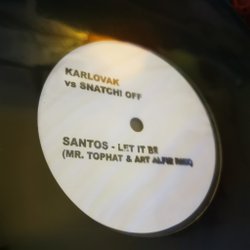 KARLOVAK
vs SNATCH! OFF
SANTOS - LET IT BE
(MR. TOPHAT & ART ALFIE RMX)